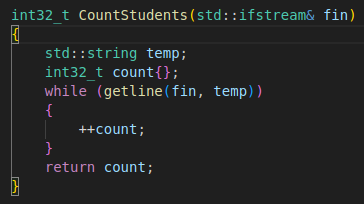 int32_t CountStudents(std::ifstream& fin)
{
    std::string temp;
    int32_t count{};
    while (getline(fin, temp))
    {
        ++count;
    }
    return count;
}